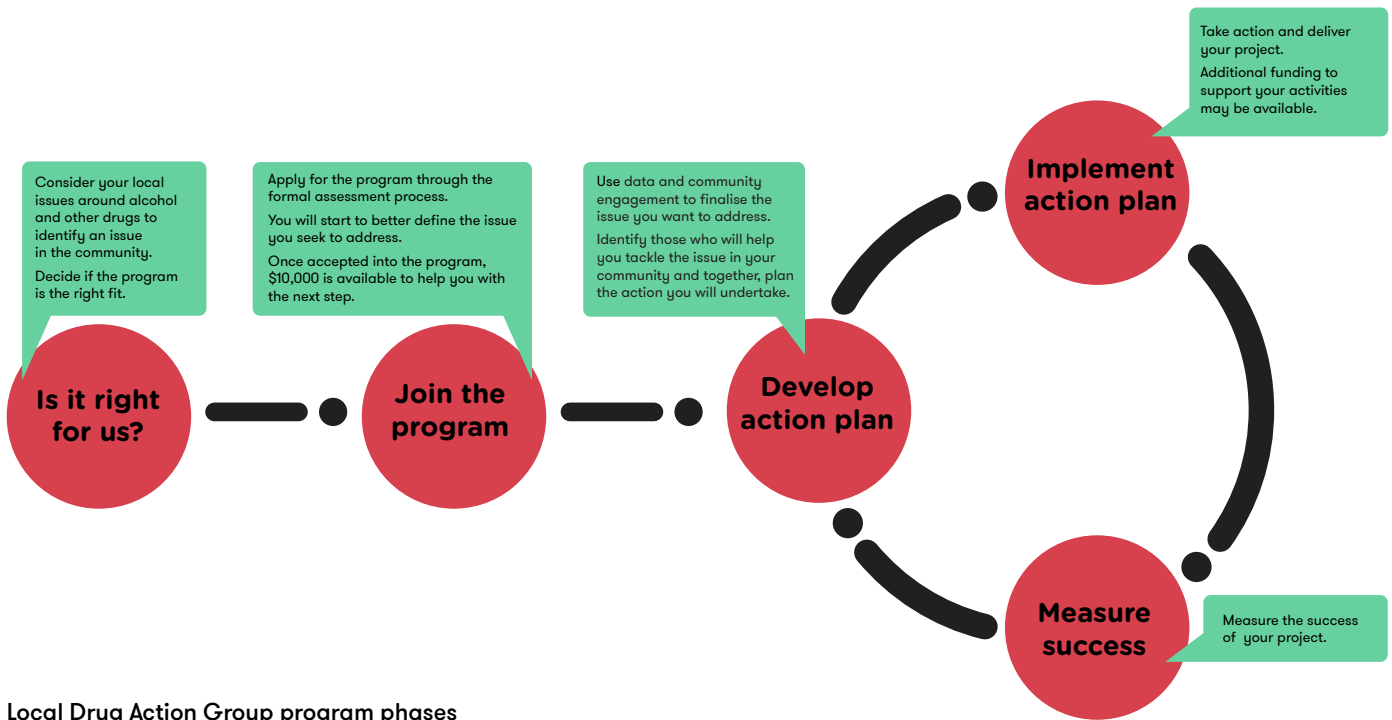 Take action and deliver
your project.
Additional funding to
support your activities
may be available.
Implement
action plan
Consider your local
issues around alcohol
and other drugs to
identify an issue
in the community.
Decide if the program
is the right fit.
Is it right
for us?
Apply for the program through the
formal assessment process.
You will start to better define the issue
you seek to address.
Once accepted into the program,
$10,000 is available to help you with
the next step.
Join the
program
Use data and community
engagement to finalise the
issue you want to address.
Identify those who will help
you tackle the issue in your
community and together, plan
the action you will undertake.
Develop
action plan
Measure
success
Measure the success
of your project.
Local Drug Action Group program phases